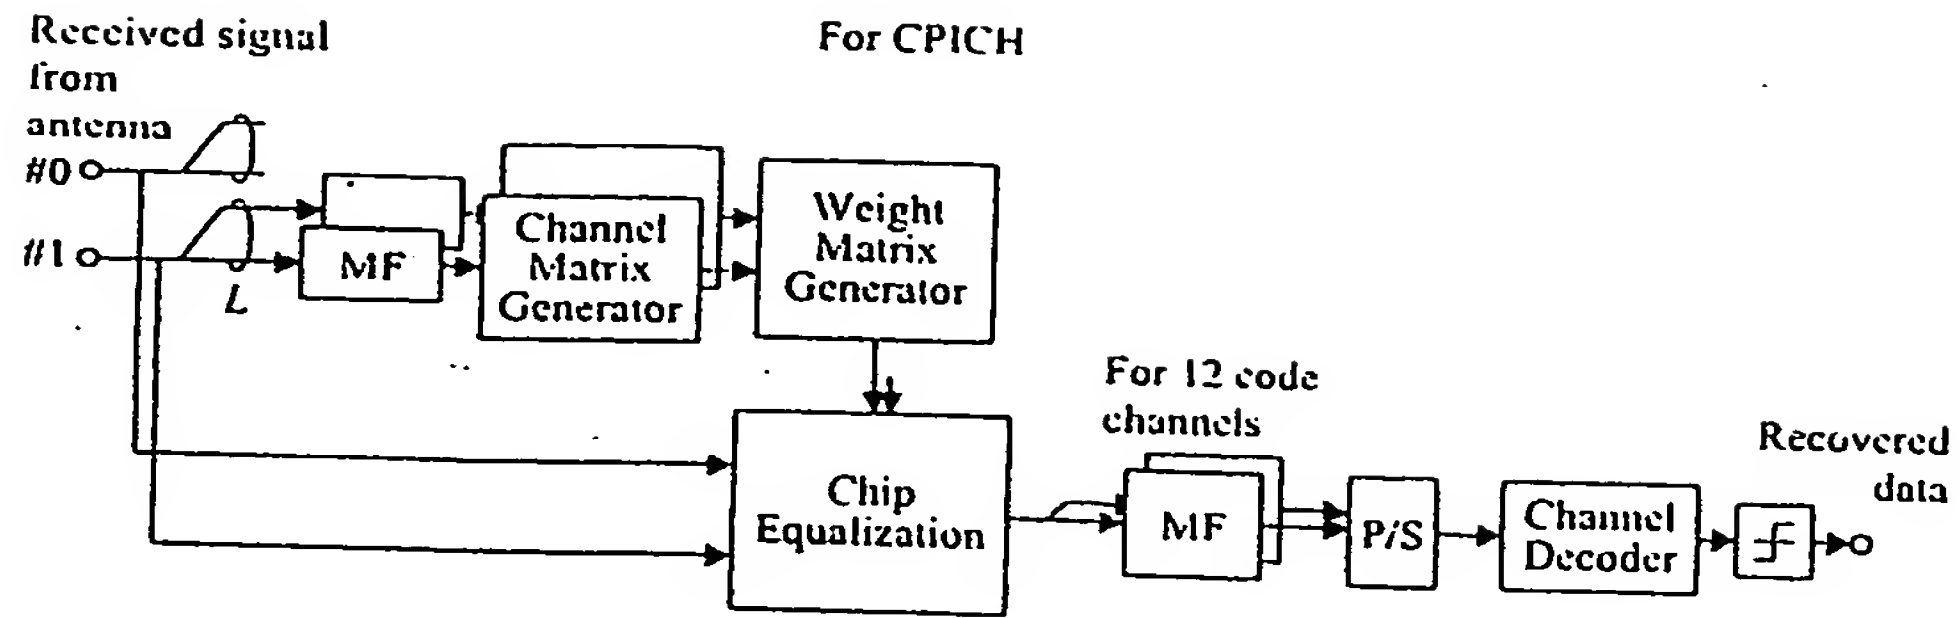 Received signal
from
antenna
#0
#1
L
For CPICH
MF
Channel
Matrix
Generator
Weight
Matrix
Generator
Chip
Equalization
For 12 code
channels
MF
P/S
Channel
Decoder
Recovered
data